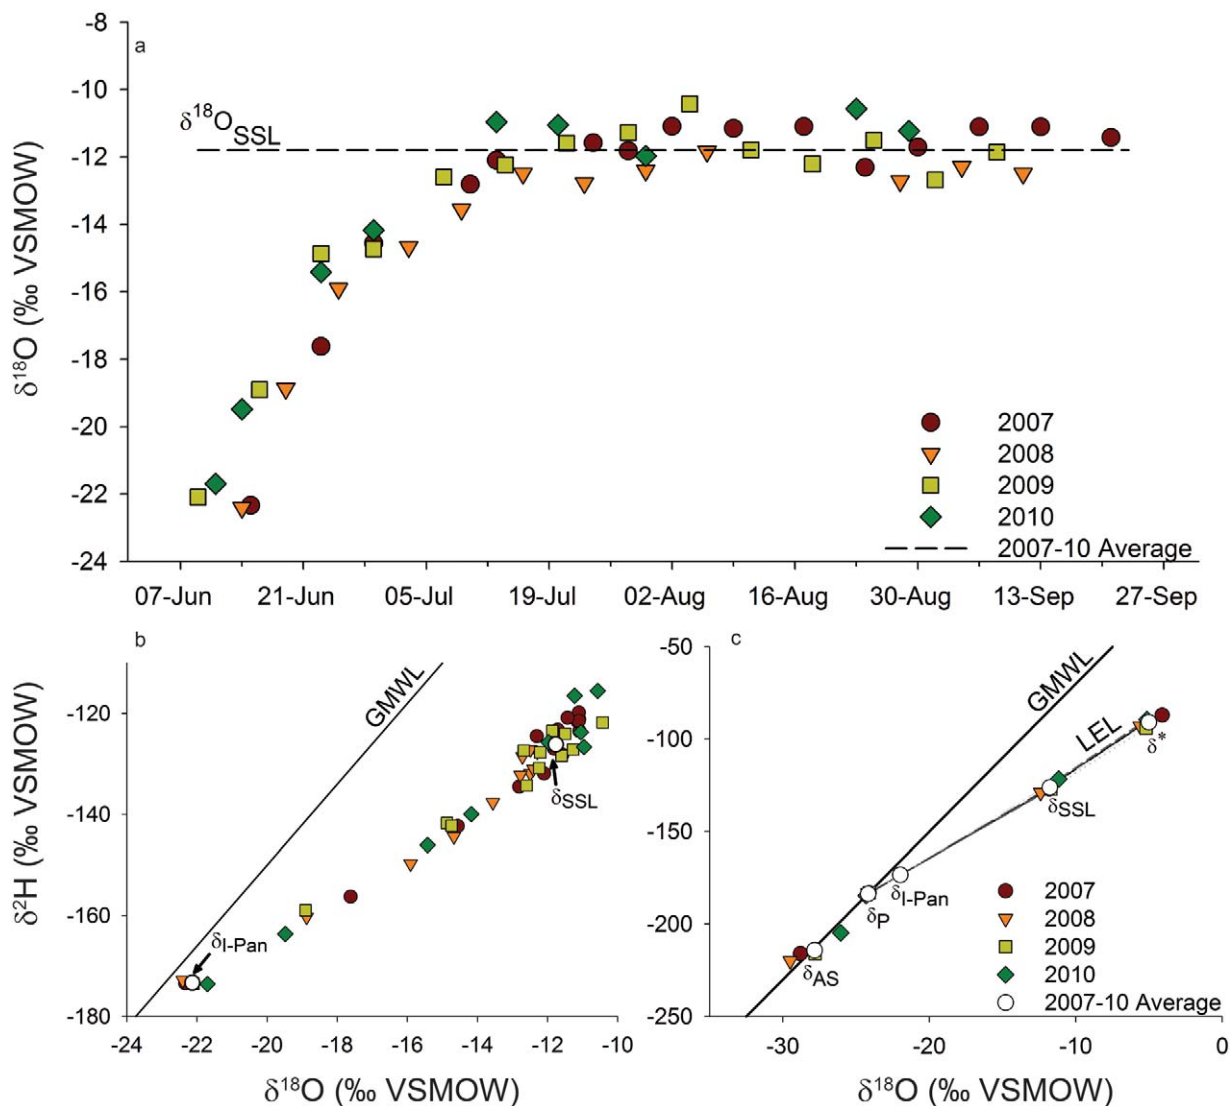 a
δ18O (‰ VSMOW)
-8
-10
-12
-14
-16
-18
-20
-22
-24
δ18OSSL
2007
2008
2009
2010
2007-10 Average
07-Jun 21-Jun 05-Jul 19-Jul 02-Aug 16-Aug 30-Aug 13-Sep 27-Sep
b
δ2H (‰ VSMOW)
-120
-140
-160
-180
GMWL
δSSL
δI-Pan
-24 -22 -20 -18 -16 -14 -12 -10
δ18O (‰ VSMOW)
c
-50
-100
-150
-200
-250
GMWL
LEL
δ*
δSSL
δI-Pan
δP
δAS
2007
2008
2009
2010
2007-10 Average
-30 -20 -10 0
δ18O (‰ VSMOW)